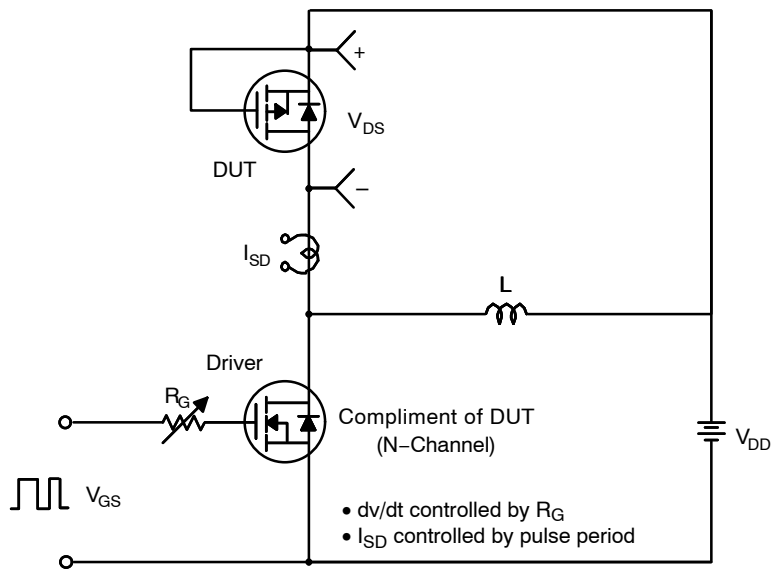 +
V_DS
DUT
−
I_SD
L
Driver
R_G
Compliment of DUT
(N−Channel)
V_DD
V_GS
• dv/dt controlled by R_G
• I_SD controlled by pulse period